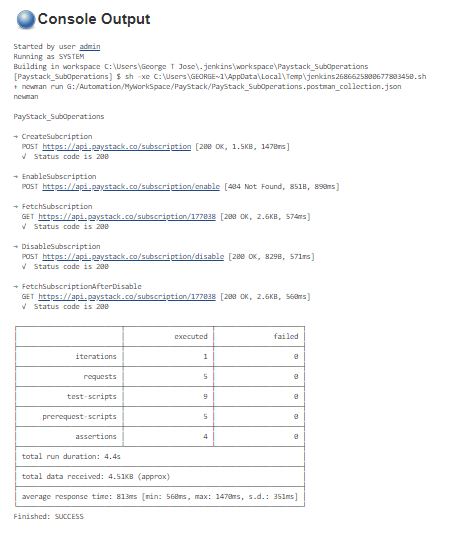 Console Output
Started by user admin
Running as SYSTEM
Building in workspace C:\Users\George T Jose\.jenkins\workspace\Paystack_SubOperations
[Paystack_SubOperations] $ sh -xe C:\Users\GEORGE~1\AppData\Local\Temp\jenkins2686625800677803450.sh
+ newman run G:/Automation/MyWorkSpace/PayStack/PayStack_SubOperations.postman_collection.json
newman
PayStack_SubOperations
→ CreateSubcription
POST https://api.paystack.co/subscription [200 OK, 1.5KB, 1470ms]
√ Status code is 200
→ EnableSubscription
POST https://api.paystack.co/subscription/enable [404 Not Found, 851B, 890ms]
→ FetchSubscription
GET https://api.paystack.co/subscription/177038 [200 OK, 2.6KB, 574ms]
√ Status code is 200
→ DisableSubscription
POST https://api.paystack.co/subscription/disable [200 OK, 829B, 571ms]
√ Status code is 200
→ FetchSubscriptionAfterDisable
GET https://api.paystack.co/subscription/177038 [200 OK, 2.6KB, 560ms]
√ Status code is 200
executed failed
iterations 1 0
requests 5 0
test-scripts 9 0
prerequest-scripts 5 0
assertions 4 0
total run duration: 4.4s
total data received: 4.51KB (approx)
average response time: 813ms [min: 560ms, max: 1470ms, s.d.: 351ms]
Finished: SUCCESS